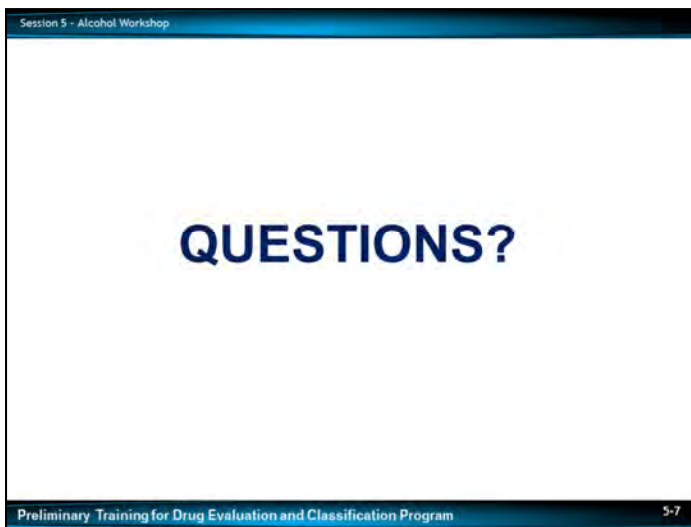 Session 5 - Alcohol Workshop
QUESTIONS?
Preliminary Training for Drug Evaluation and Classification Program 5-7